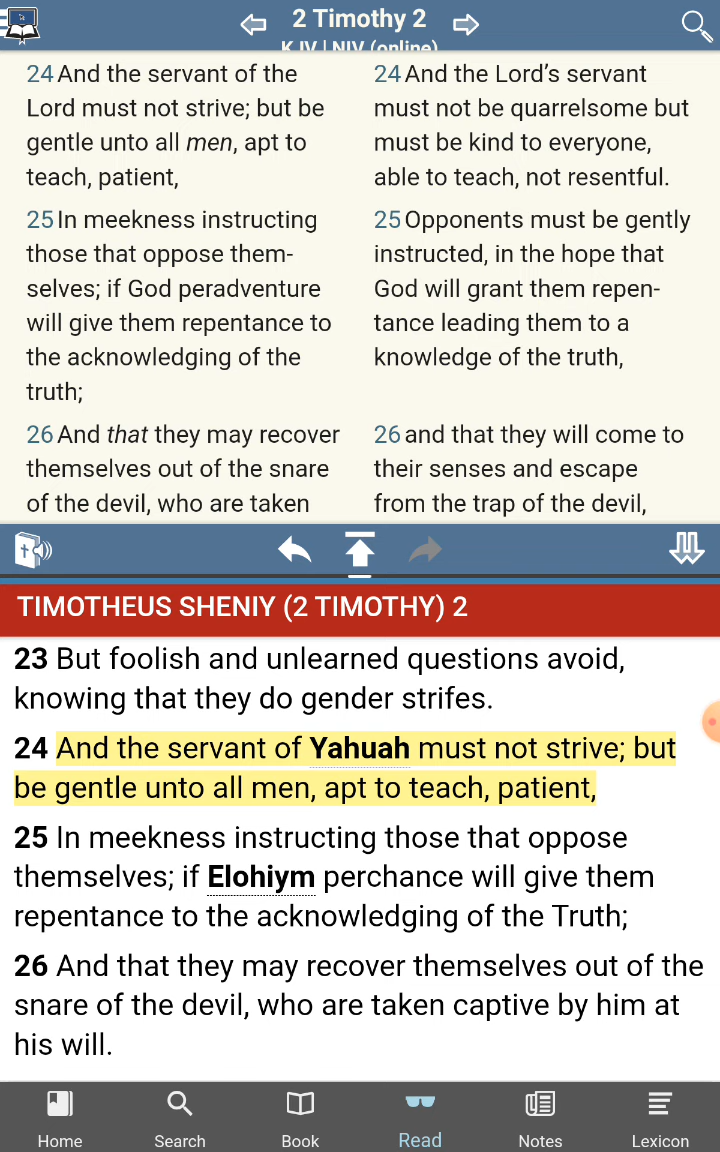 2 Timothy 2
KJV | NIV (online)
24 And the servant of the
Lord must not strive; but be
gentle unto all men, apt to
teach, patient,
25 In meekness instructing
those that oppose them-
selves; if God peradventure
will give them repentance to
the acknowledging of the
truth;
26 And that they may recover
themselves out of the snare
of the devil, who are taken
24 And the Lord’s servant
must not be quarrelsome but
must be kind to everyone,
able to teach, not resentful.
25 Opponents must be gently
instructed, in the hope that
God will grant them repen-
tance leading them to a
knowledge of the truth,
26 and that they will come to
their senses and escape
from the trap of the devil,
TIMOTHEUS SHENIY (2 TIMOTHY) 2
23 But foolish and unlearned questions avoid,
knowing that they do gender strifes.
24 And the servant of Yahuah must not strive; but
be gentle unto all men, apt to teach, patient,
25 In meekness instructing those that oppose
themselves; if Elohiym perchance will give them
repentance to the acknowledging of the Truth;
26 And that they may recover themselves out of the
snare of the devil, who are taken captive by him at
his will.
Home
Search
Book
Read
Notes
Lexicon